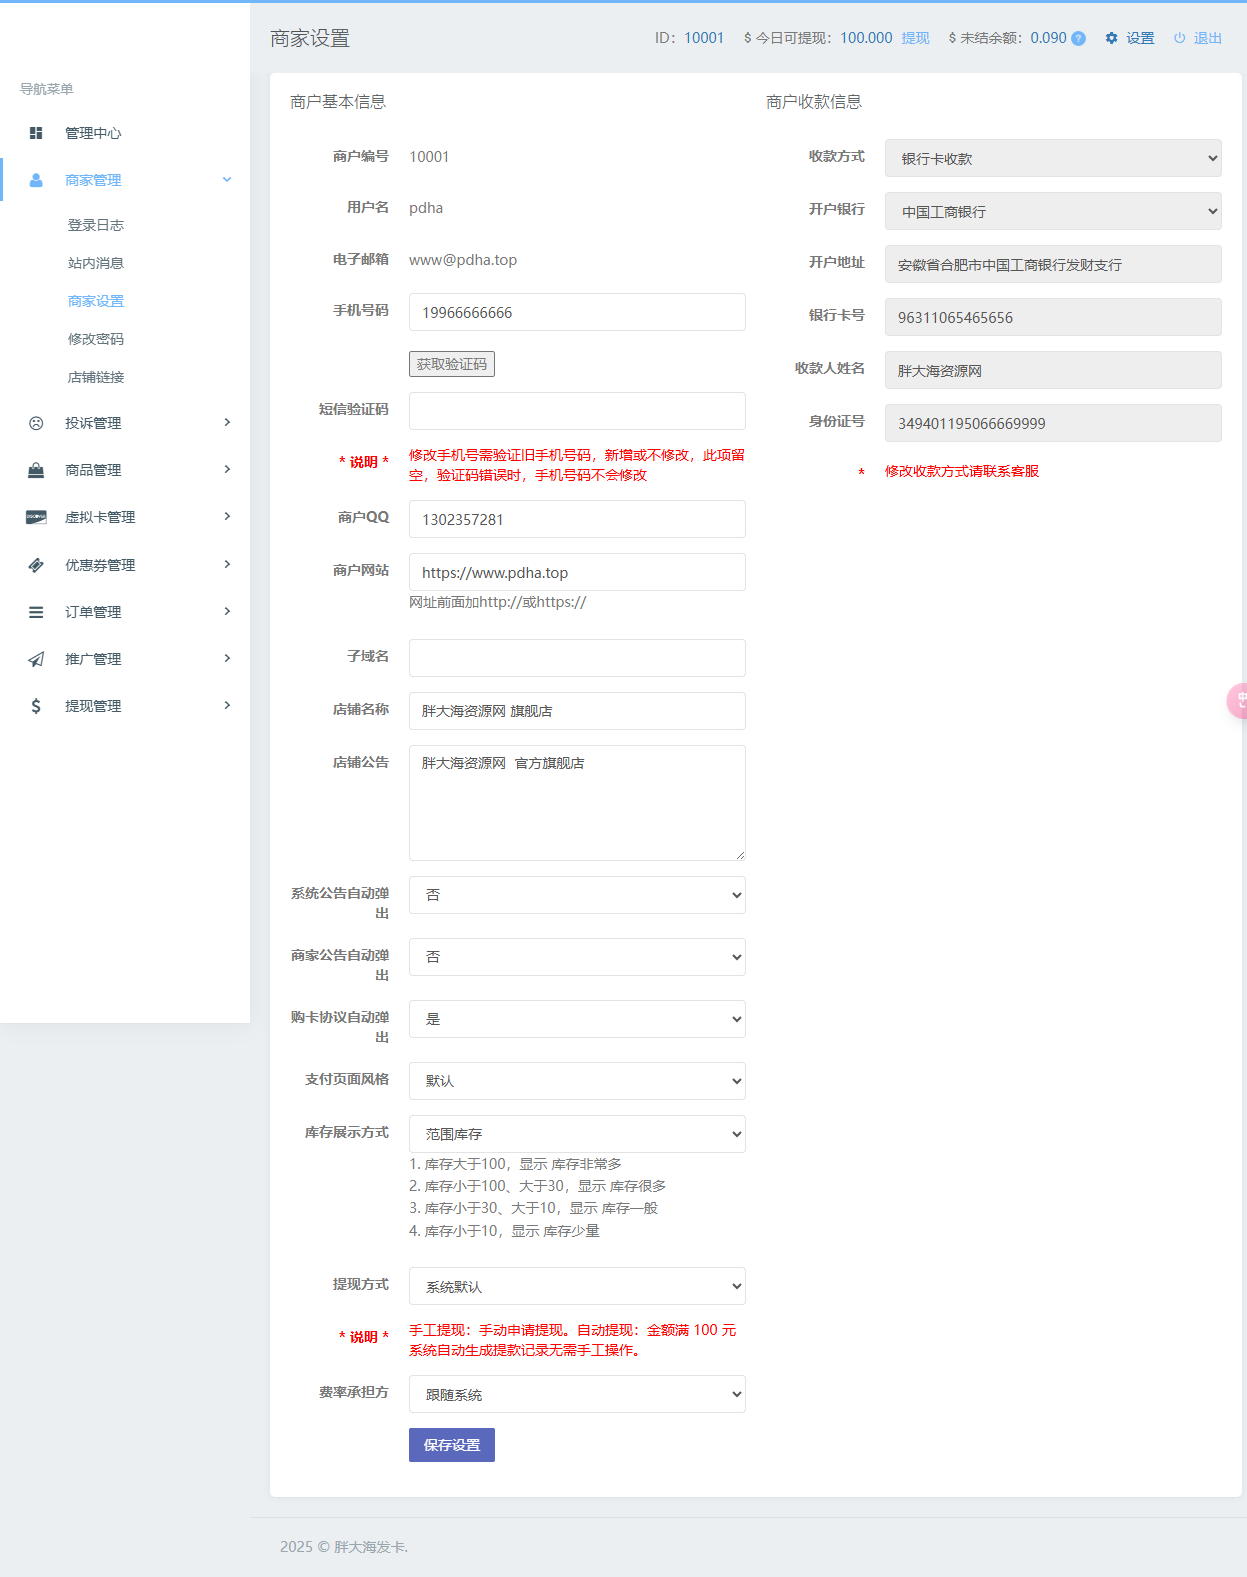 商家设置
ID：10001
$ 今日可提现：100.000 提现
$ 未结余额：0.090
设置
退出
导航菜单
管理中心
商家管理
登录日志
站内消息
商家设置
修改密码
店铺链接
投诉管理
商品管理
虚拟卡管理
优惠券管理
订单管理
推广管理
提现管理
商户基本信息
商户编号 10001
用户名 pdha
电子邮箱 www@pdha.top
手机号码 19966666666
获取验证码
短信验证码
* 说明 * 修改手机号需验证旧手机号码，新增或不修改，此项留
空，验证码错误时，手机号码不会修改
商户QQ 1302357281
商户网站 https://www.pdha.top
网址前面加http://或https://
子域名
店铺名称 胖大海资源网 旗舰店
店铺公告 胖大海资源网 官方旗舰店
系统公告自动弹
出
否
商家公告自动弹
出
否
购卡协议自动弹
出
是
支付页面风格 默认
库存展示方式 范围库存
1. 库存大于100，显示 库存非常多
2. 库存小于100、大于30，显示 库存很多
3. 库存小于30、大于10，显示 库存一般
4. 库存小于10，显示 库存少量
提现方式 系统默认
* 说明 * 手工提现：手动申请提现。自动提现：金额满 100 元
系统自动生成提款记录无需手工操作。
费率承担方 跟随系统
保存设置
商户收款信息
收款方式 银行卡收款
开户银行 中国工商银行
开户地址 安徽省合肥市中国工商银行发财支行
银行卡号 96311065465656
收款人姓名 胖大海资源网
身份证号 349401195066669999
* 修改收款方式请联系客服
2025 © 胖大海发卡.